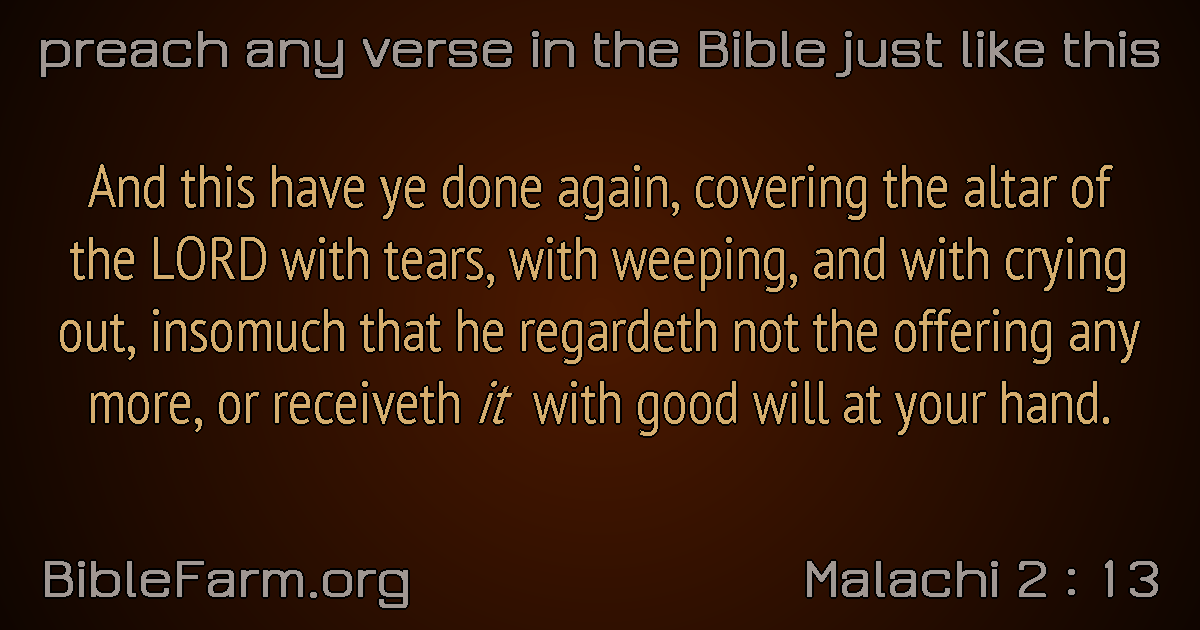 preach any verse in the Bible just like this
And this have ye done again, covering the altar of
the LORD with tears, with weeping, and with crying
out, insomuch that he regardeth not the offering any
more, or receiveth it with good will at your hand.
BibleFarm.org
Malachi 2 : 13